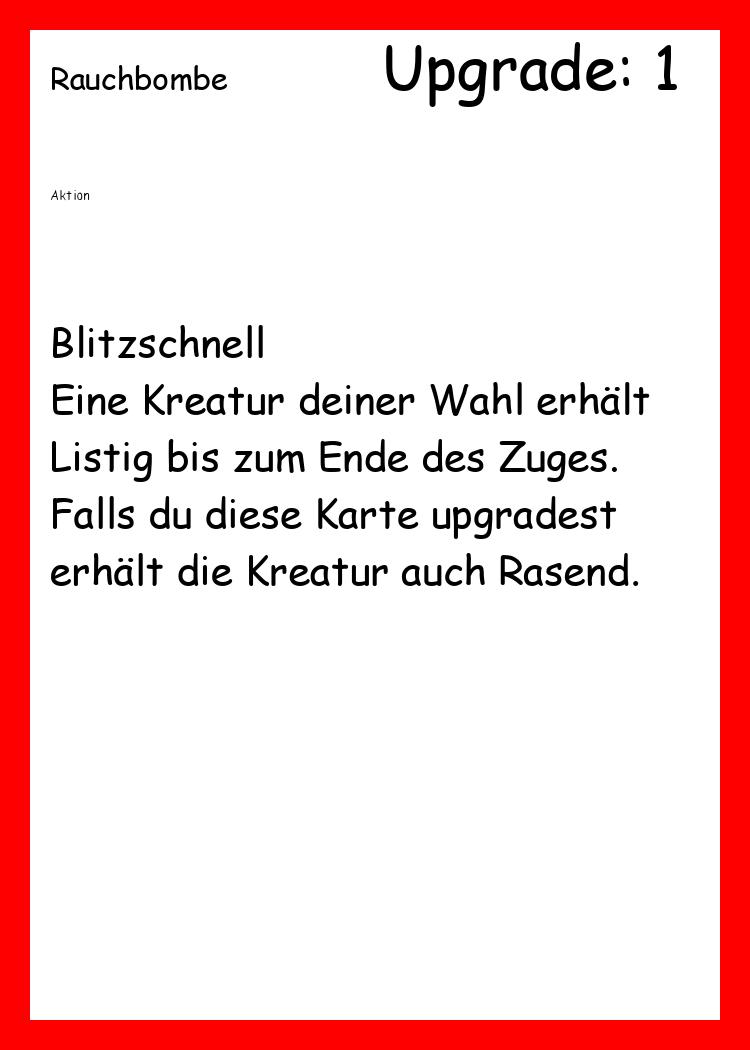 Rauchbombe
Upgrade: 1
Aktion
Blitzschnell
Eine Kreatur deiner Wahl erhält
Listig bis zum Ende des Zuges.
Falls du diese Karte upgradest
erhält die Kreatur auch Rasend.